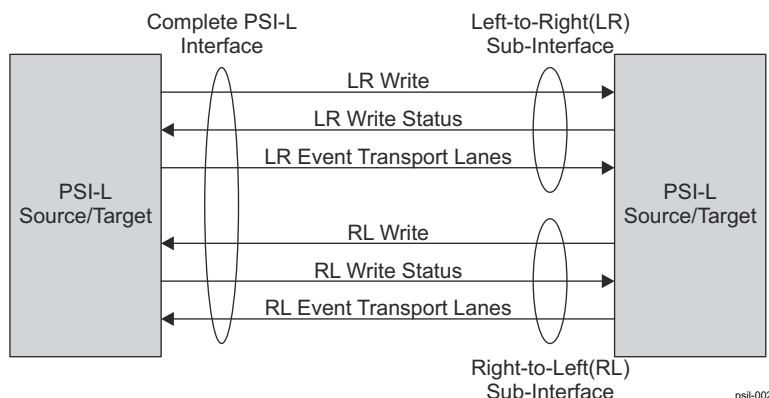 Complete PSI-L
Interface
Left-to-Right(LR)
Sub-Interface
LR Write
LR Write Status
LR Event Transport Lanes
PSI-L
Source/Target
PSI-L
Source/Target
RL Write
RL Write Status
RL Event Transport Lanes
Right-to-Left(RL)
Sub-Interface
psil-002